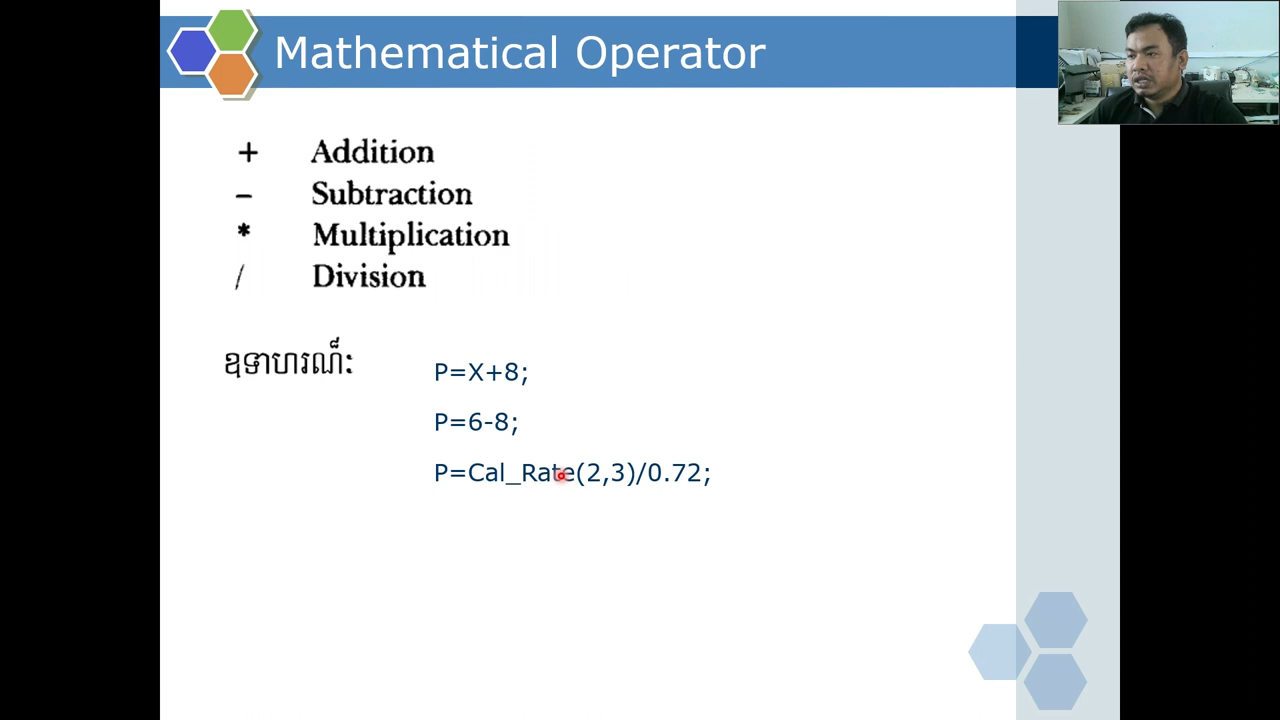 Mathematical Operator
+ Addition
– Subtraction
* Multiplication
/ Division
ឧទាហរណ៏ៈ
P=X+8;
P=6-8;
P=Cal_Rate(2,3)/0.72;